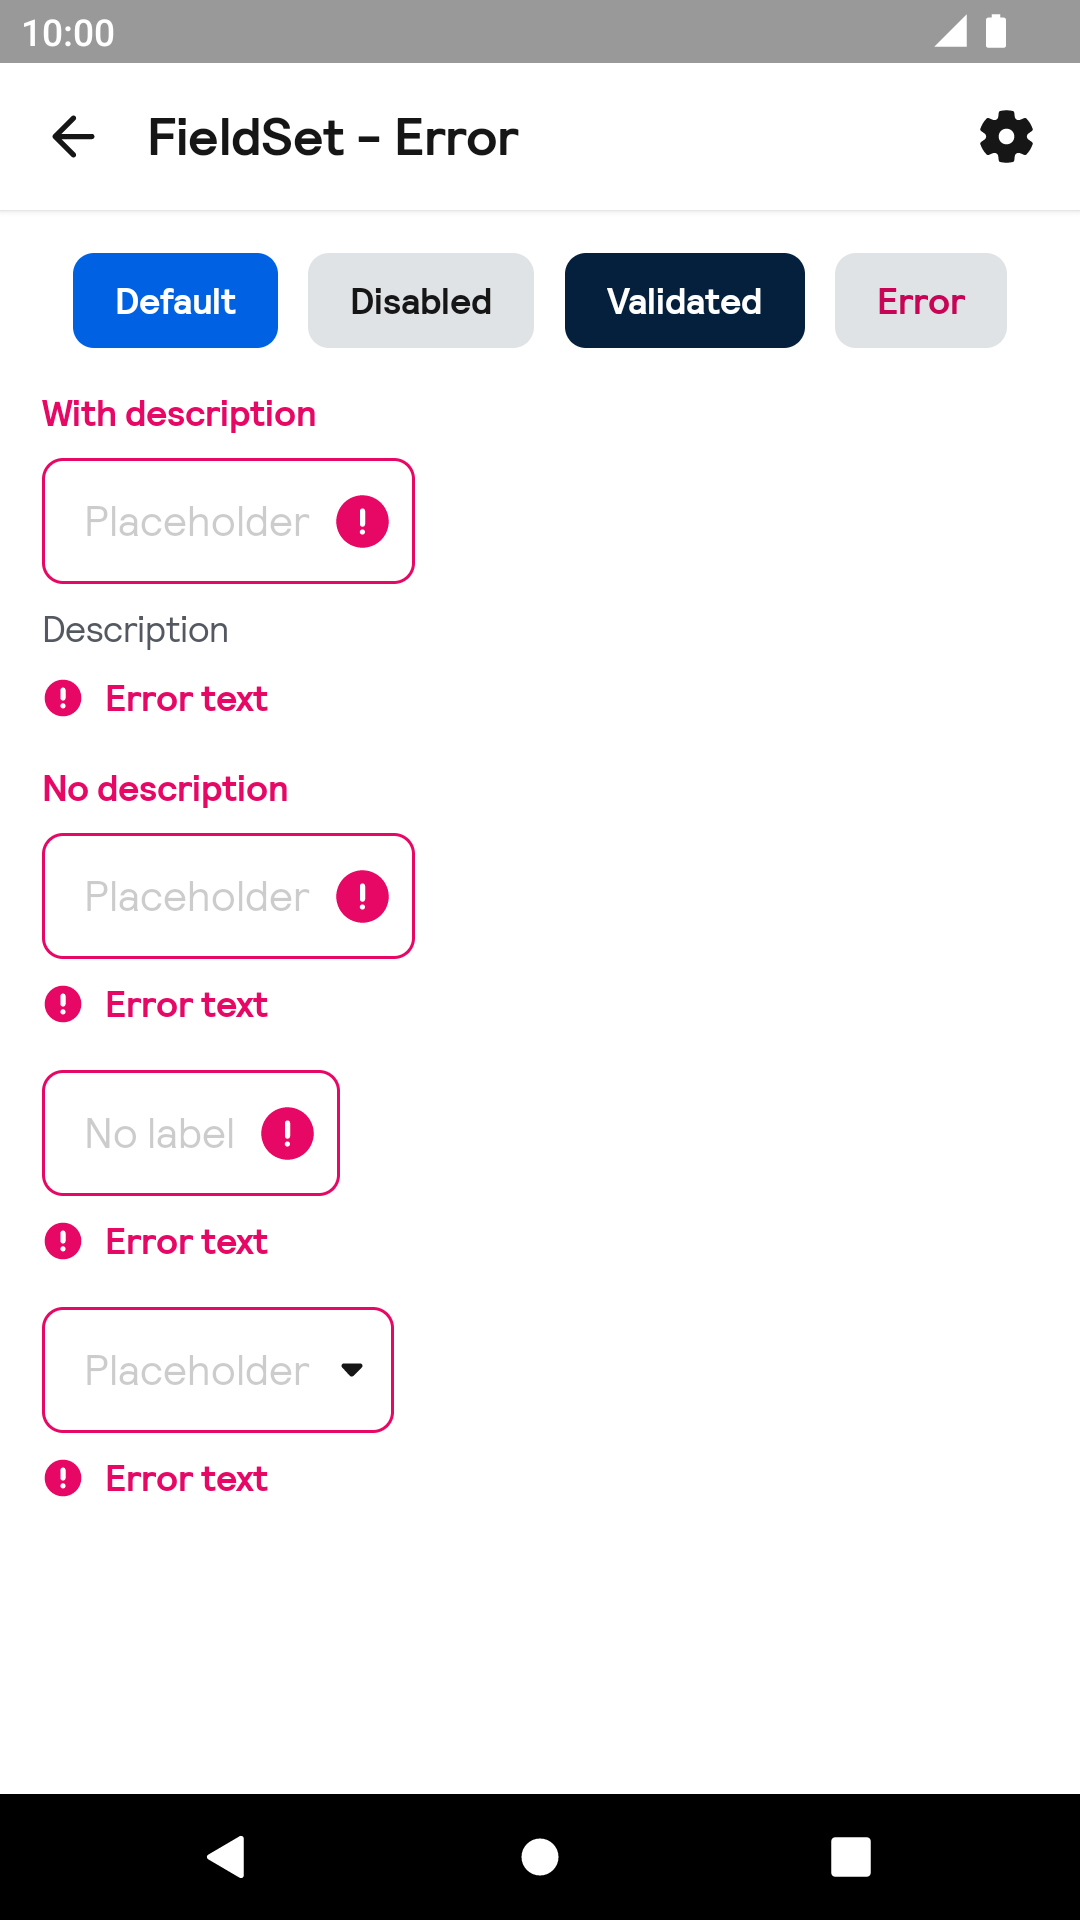 10:00
FieldSet - Error
Default Disabled Validated Error
With description
Placeholder
Description
Error text
No description
Placeholder
Error text
No label
Error text
Placeholder
Error text